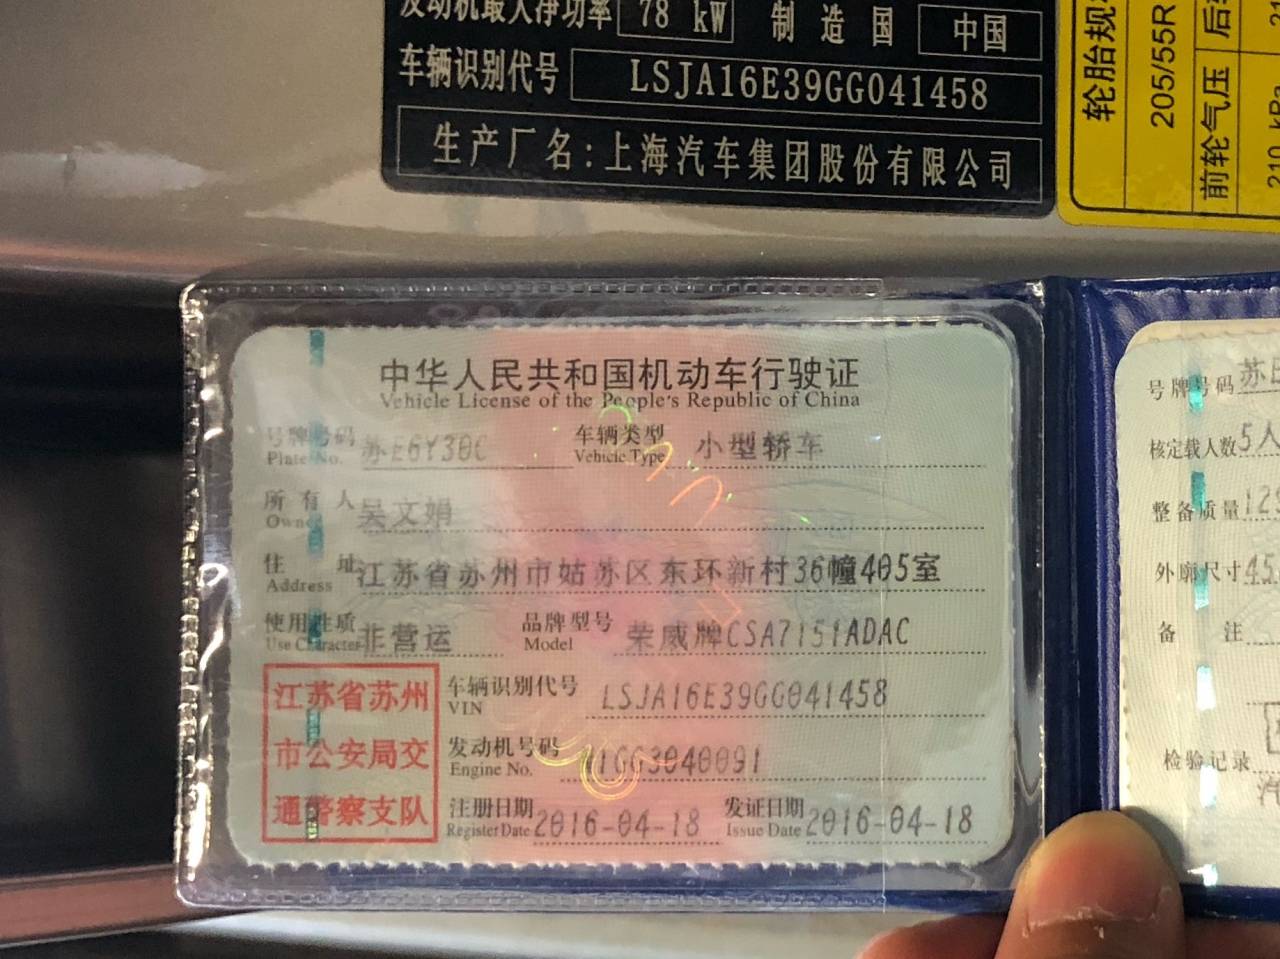 发动机最大净功率 78 kW 制造国 中国
车辆识别代号 LSJA16E39GG041458
生产厂名:上海汽车集团股份有限公司
轮胎规格
205/55R
前轮气压 后轮
210 kPa
中华人民共和国机动车行驶证
Vehicle License of the People's Republic of China
号牌号码 苏E6Y30C 车辆类型 小型轿车
Plate No. Vehicle Type
所有人 吴文娟
Owner
住址 江苏省苏州市姑苏区东环新村36幢405室
Address
使用性质 非营运 品牌型号 荣威牌CSA7151ADAC
Use Character Model
江苏省苏州
市公安局交
通警察支队
车辆识别代号 LSJA16E39GG041458
VIN
发动机号码 H1GG3040091
Engine No.
注册日期 2016-04-18 发证日期 2016-04-18
Register Date Issue Date
号牌号码 苏E
核定载人数 5人
整备质量 12
外廓尺寸 45
备注
检验记录